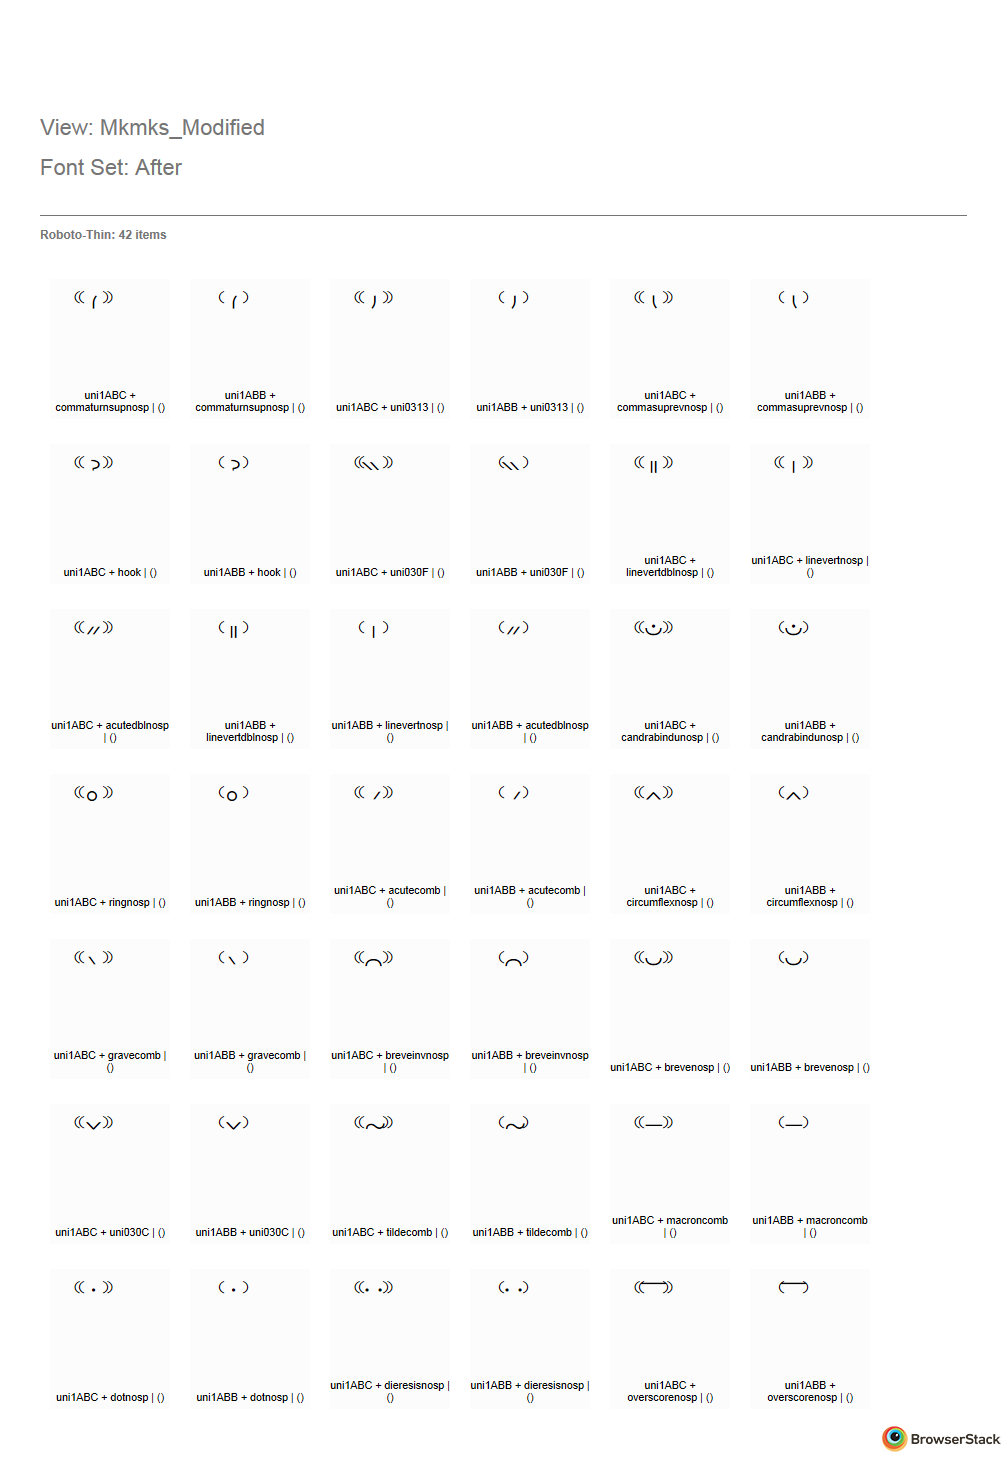 View: Mkmks_Modified
Font Set: After
Roboto-Thin: 42 items
uni1ABC +
commaturnsupnosp | ()
uni1ABB +
commaturnsupnosp | ()
uni1ABC + uni0313 | ()
uni1ABB + uni0313 | ()
uni1ABC +
commasuprevnosp | ()
uni1ABB +
commasuprevnosp | ()
uni1ABC + hook | ()
uni1ABB + hook | ()
uni1ABC + uni030F | ()
uni1ABB + uni030F | ()
uni1ABC +
linevertdblnosp | ()
uni1ABC + linevertnosp |
()
uni1ABC + acutedblnosp
| ()
uni1ABB +
linevertdblnosp | ()
uni1ABB + linevertnosp |
()
uni1ABB + acutedblnosp
| ()
uni1ABC +
candrabindunosp | ()
uni1ABB +
candrabindunosp | ()
uni1ABC + ringnosp | ()
uni1ABB + ringnosp | ()
uni1ABC + acutecomb |
()
uni1ABB + acutecomb |
()
uni1ABC +
circumflexnosp | ()
uni1ABB +
circumflexnosp | ()
uni1ABC + gravecomb |
()
uni1ABB + gravecomb |
()
uni1ABC + breveinvnosp
| ()
uni1ABB + breveinvnosp
| ()
uni1ABC + brevenosp | ()
uni1ABB + brevenosp | ()
uni1ABC + uni030C | ()
uni1ABB + uni030C | ()
uni1ABC + tildecomb | ()
uni1ABB + tildecomb | ()
uni1ABC + macroncomb
| ()
uni1ABB + macroncomb
| ()
uni1ABC + dotnosp | ()
uni1ABB + dotnosp | ()
uni1ABC + dieresisnosp |
()
uni1ABB + dieresisnosp |
()
uni1ABC +
overscorenosp | ()
uni1ABB +
overscorenosp | ()
BrowserStack